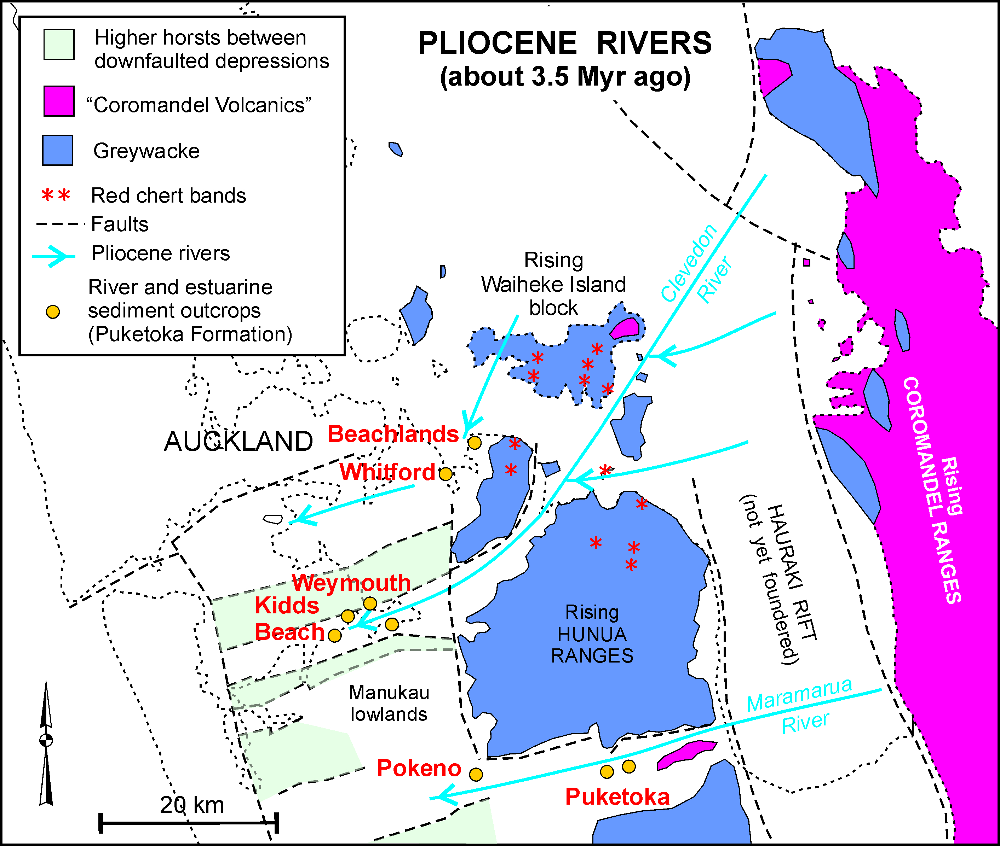 Higher horsts between
downfaulted depressions
“Coromandel Volcanics”
Greywacke
Red chert bands
Faults
Pliocene rivers
River and estuarine
sediment outcrops
(Puketoka Formation)
PLIOCENE RIVERS
(about 3.5 Myr ago)
Clevedon
River
Rising
Waiheke Island
block
AUCKLAND
Beachlands
Whitford
Rising
COROMANDEL RANGES
HAURAKI RIFT
(not yet foundered)
Weymouth
Kidds
Beach
Rising
HUNUA
RANGES
Manukau
lowlands
Maramarua
River
Pokeno
Puketoka
20 km